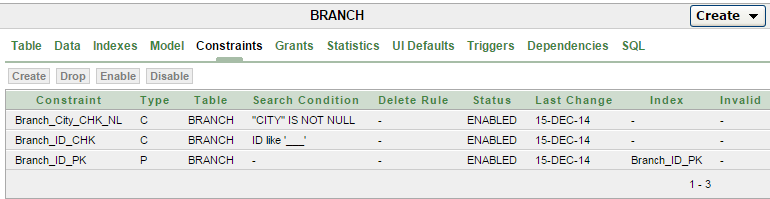 BRANCH
Create
Table Data Indexes Model Constraints Grants Statistics UI Defaults Triggers Dependencies SQL
Create Drop Enable Disable
Constraint Type Table Search Condition Delete Rule Status Last Change Index Invalid
Branch_City_CHK_NL C BRANCH "CITY" IS NOT NULL - ENABLED 15-DEC-14 - -
Branch_ID_CHK C BRANCH ID like '___' - ENABLED 15-DEC-14 - -
Branch_ID_PK P BRANCH - - ENABLED 15-DEC-14 Branch_ID_PK -
1 - 3